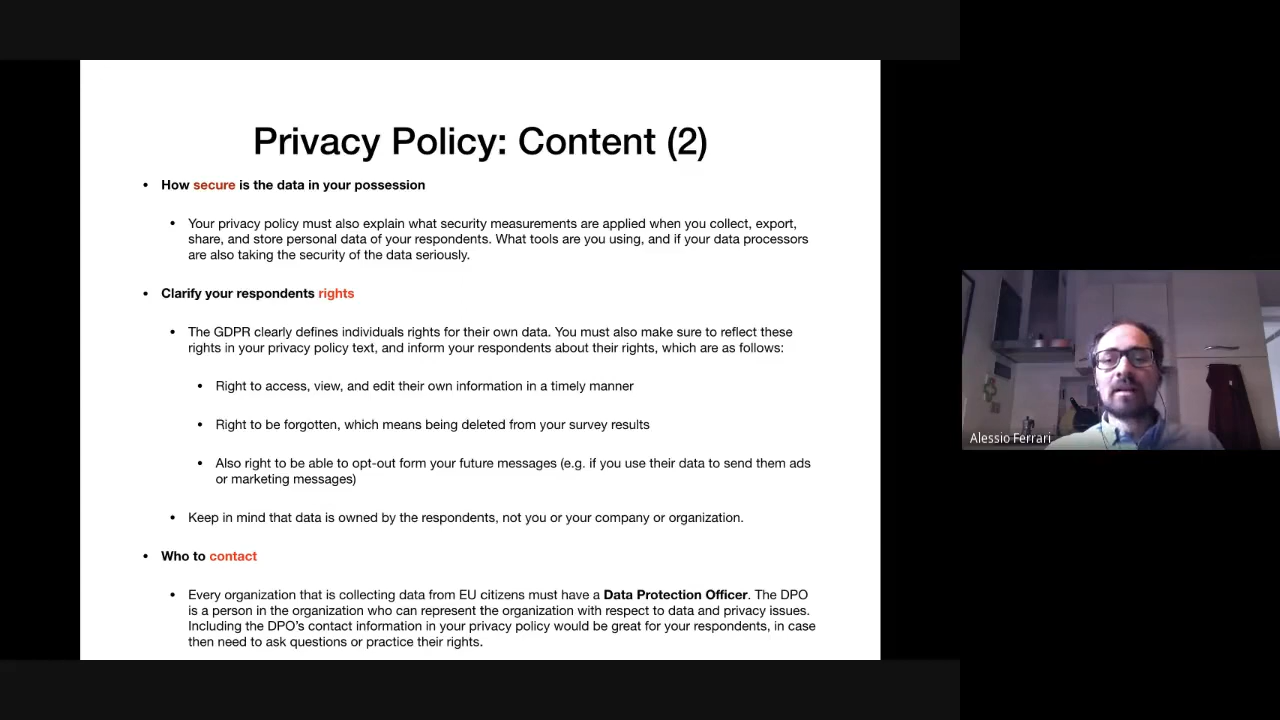 Privacy Policy: Content (2)
• How secure is the data in your possession
• Your privacy policy must also explain what security measurements are applied when you collect, export,
share, and store personal data of your respondents. What tools are you using, and if your data processors
are also taking the security of the data seriously.
• Clarify your respondents rights
• The GDPR clearly defines individuals rights for their own data. You must also make sure to reflect these
rights in your privacy policy text, and inform your respondents about their rights, which are as follows:
• Right to access, view, and edit their own information in a timely manner
• Right to be forgotten, which means being deleted from your survey results
• Also right to be able to opt-out form your future messages (e.g. if you use their data to send them ads
or marketing messages)
• Keep in mind that data is owned by the respondents, not you or your company or organization.
• Who to contact
• Every organization that is collecting data from EU citizens must have a Data Protection Officer. The DPO
is a person in the organization who can represent the organization with respect to data and privacy issues.
Including the DPO's contact information in your privacy policy would be great for your respondents, in case
then need to ask questions or practice their rights.
Alessio Ferrari